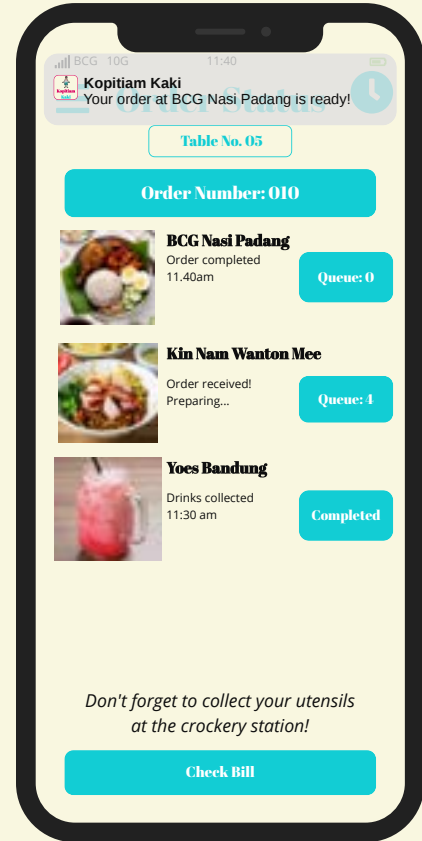 BCG 10G 11:40
Order Status
Kopitiam Kaki
Your order at BCG Nasi Padang is ready!
Table No. 05
Order Number: 010
BCG Nasi Padang
Order completed
11.40am
Queue: 0
Kin Nam Wanton Mee
Order received!
Preparing...
Queue: 4
Yoes Bandung
Drinks collected
11:30 am
Completed
Don't forget to collect your utensils
at the crockery station!
Check Bill